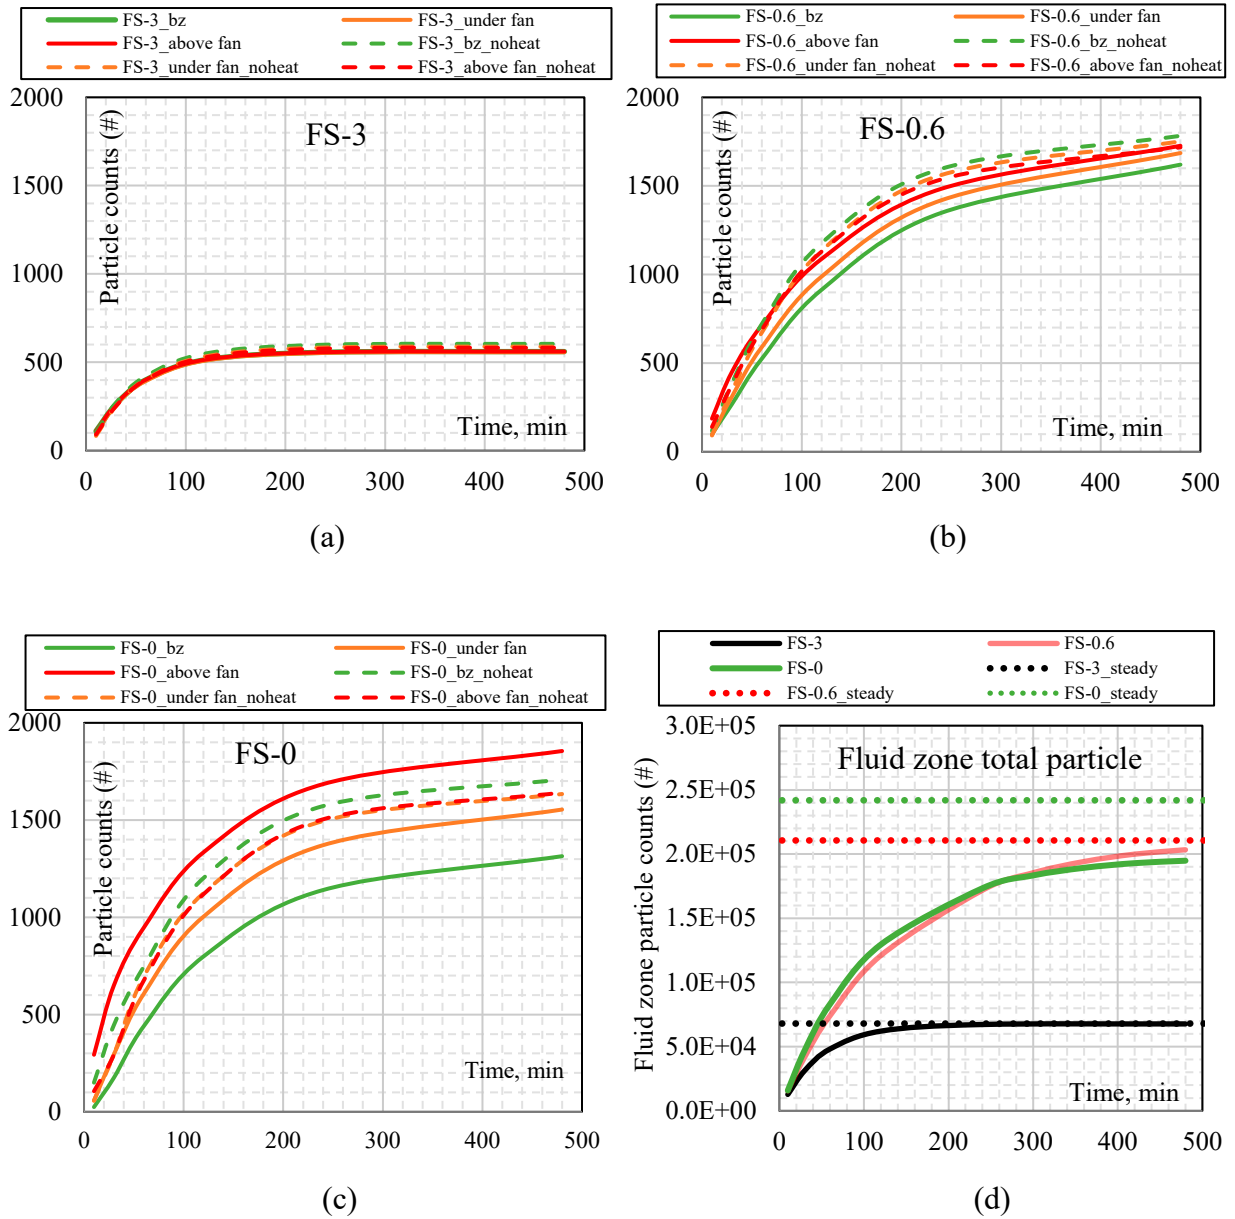 FS-3_bz
FS-3_under fan
FS-3_above fan
FS-3_bz_noheat
FS-3_under fan_noheat
FS-3_above fan_noheat
2000
1500
1000
500
0
Particle counts (#)
FS-3
Time, min
0
100
200
300
400
500
(a)
FS-0.6_bz
FS-0.6_under fan
FS-0.6_above fan
FS-0.6_bz_noheat
FS-0.6_under fan_noheat
FS-0.6_above fan_noheat
2000
1500
1000
500
0
Particle counts (#)
FS-0.6
Time, min
0
100
200
300
400
500
(b)
FS-0_bz
FS-0_under fan
FS-0_above fan
FS-0_bz_noheat
FS-0_under fan_noheat
FS-0_above fan_noheat
2000
1500
1000
500
0
Particle counts (#)
FS-0
Time, min
0
100
200
300
400
500
(c)
FS-3
FS-0.6
FS-0
FS-3_steady
FS-0.6_steady
FS-0_steady
3.0E+05
2.5E+05
2.0E+05
1.5E+05
1.0E+05
5.0E+04
0.0E+00
Fluid zone particle counts (#)
Fluid zone total particle
Time, min
0
100
200
300
400
500
(d)